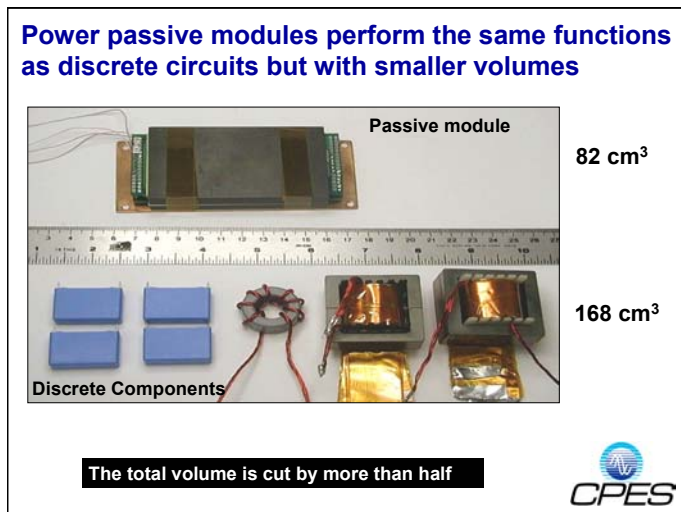 Power passive modules perform the same functions
as discrete circuits but with smaller volumes
Passive module
82 cm³
168 cm³
Discrete Components
The total volume is cut by more than half
CPES